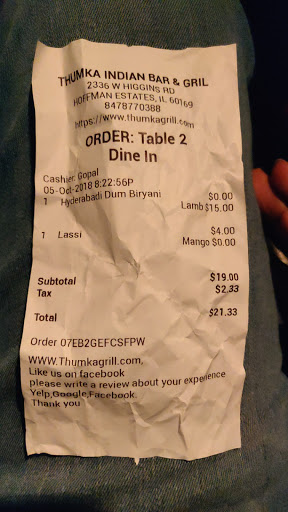 THUMKA INDIAN BAR & GRIL
2336 W HIGGINS RD
HOFFMAN ESTATES, IL 60169
8478770388
https://www.thumkagrill.com
ORDER: Table 2
Dine In
Cashier: Gopal
05-Oct-2018 8:22:56P
1 Hyderabadi Dum Biryani $0.00
Lamb $15.00
1 Lassi $4.00
Mango $0.00
Subtotal $19.00
Tax $2.33
Total $21.33
Order 07EB2GEFCSFPW
WWW.Thumkagrill.com,
Like us on facebook
please write a review about your experience
Yelp,Google,Facebook.
Thank you